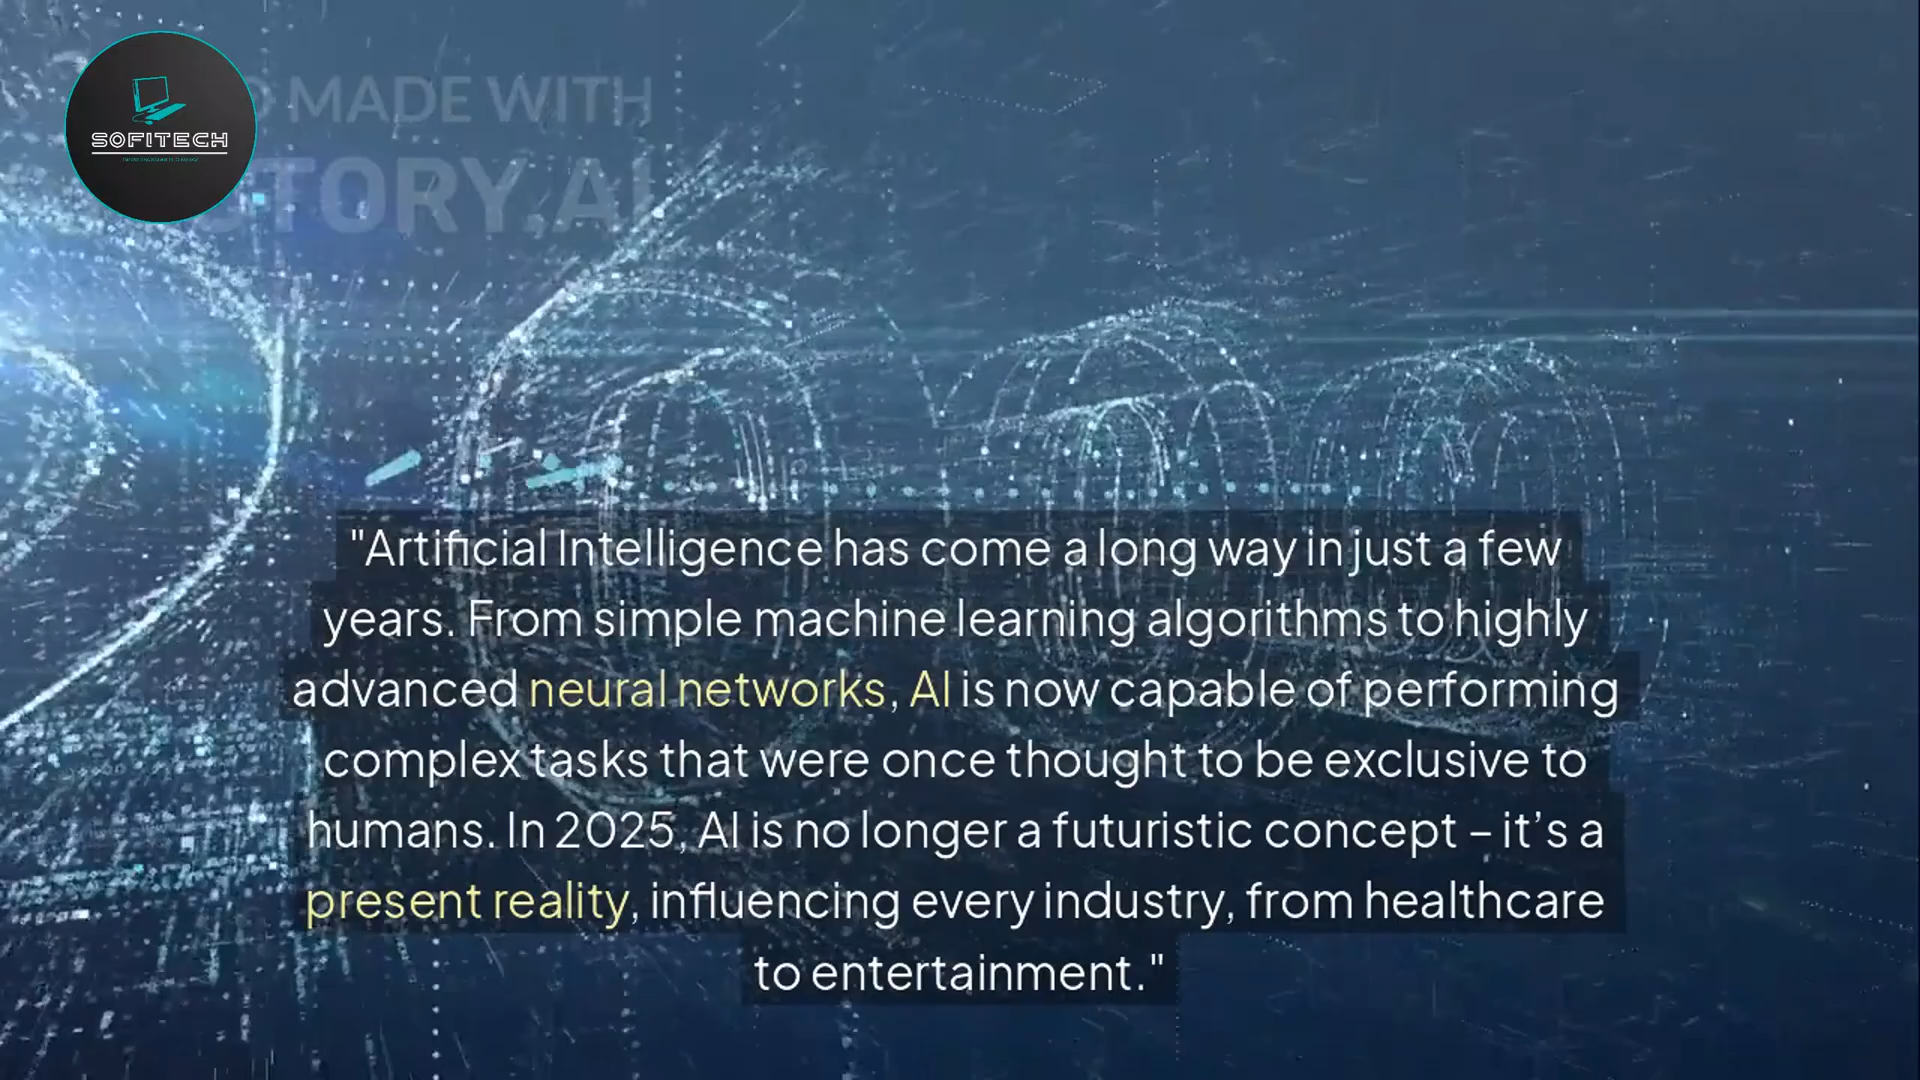 MADE WITH
TORY.AI
SOFITECH
"Artificial Intelligence has come a long way in just a few
years. From simple machine learning algorithms to highly
advanced neural networks, AI is now capable of performing
complex tasks that were once thought to be exclusive to
humans. In 2025, AI is no longer a futuristic concept – it’s a
present reality, influencing every industry, from healthcare
to entertainment."